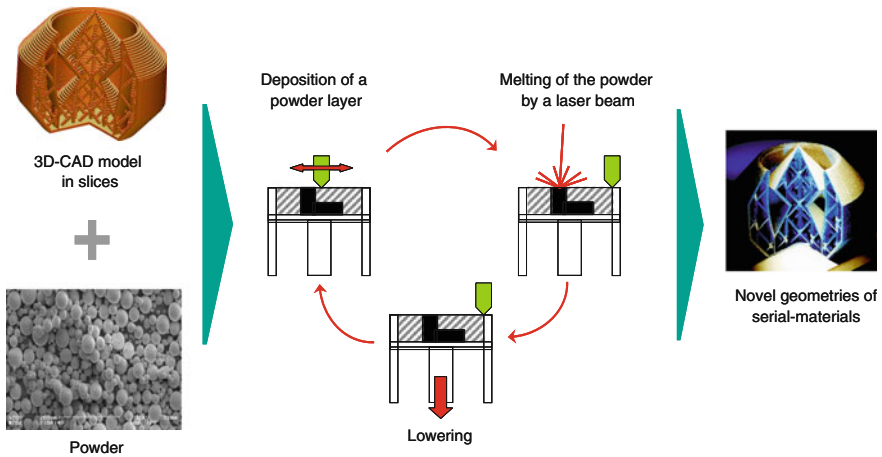 3D-CAD model
in slices
Powder
Deposition of a
powder layer
Melting of the powder
by a laser beam
Lowering
Novel geometries of
serial-materials